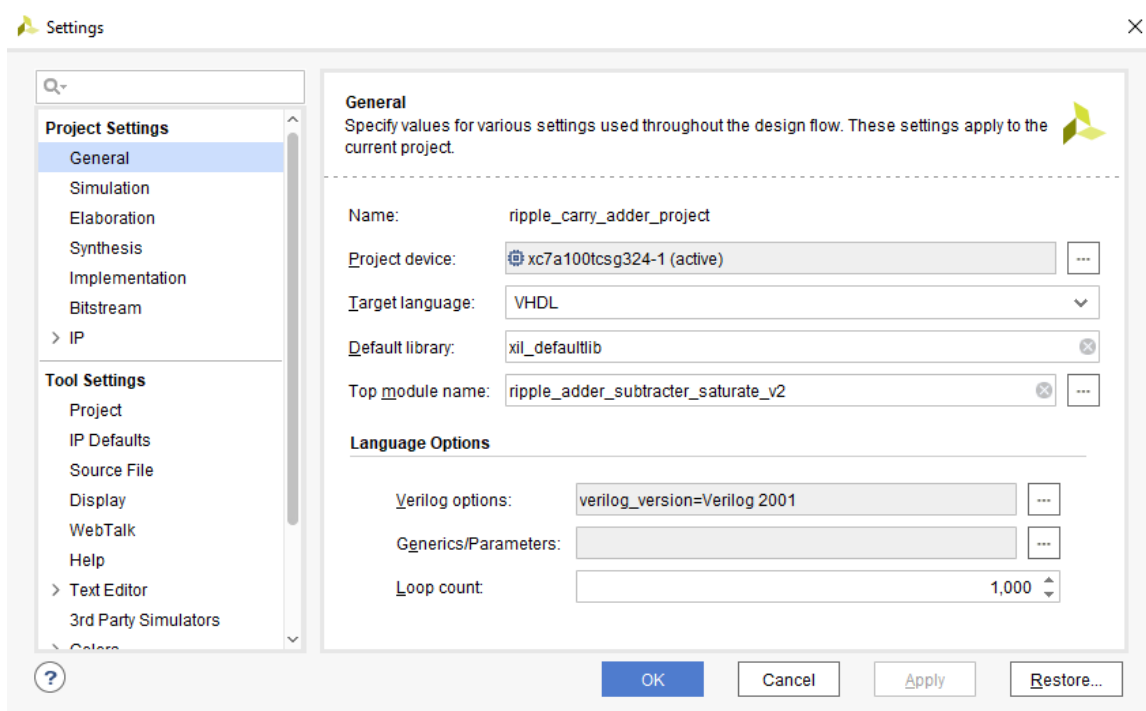 Settings
Project Settings
General
Simulation
Elaboration
Synthesis
Implementation
Bitstream
IP
Tool Settings
Project
IP Defaults
Source File
Display
WebTalk
Help
Text Editor
3rd Party Simulators
General
Specify values for various settings used throughout the design flow. These settings apply to the
current project.
Name: ripple_carry_adder_project
Project device: xc7a100tcsg324-1 (active)
Target language: VHDL
Default library: xil_defaultlib
Top module name: ripple_adder_subtracter_saturate_v2
Language Options
Verilog options: verilog_version=Verilog 2001
Generics/Parameters:
Loop count: 1,000
? OK Cancel Apply Restore...